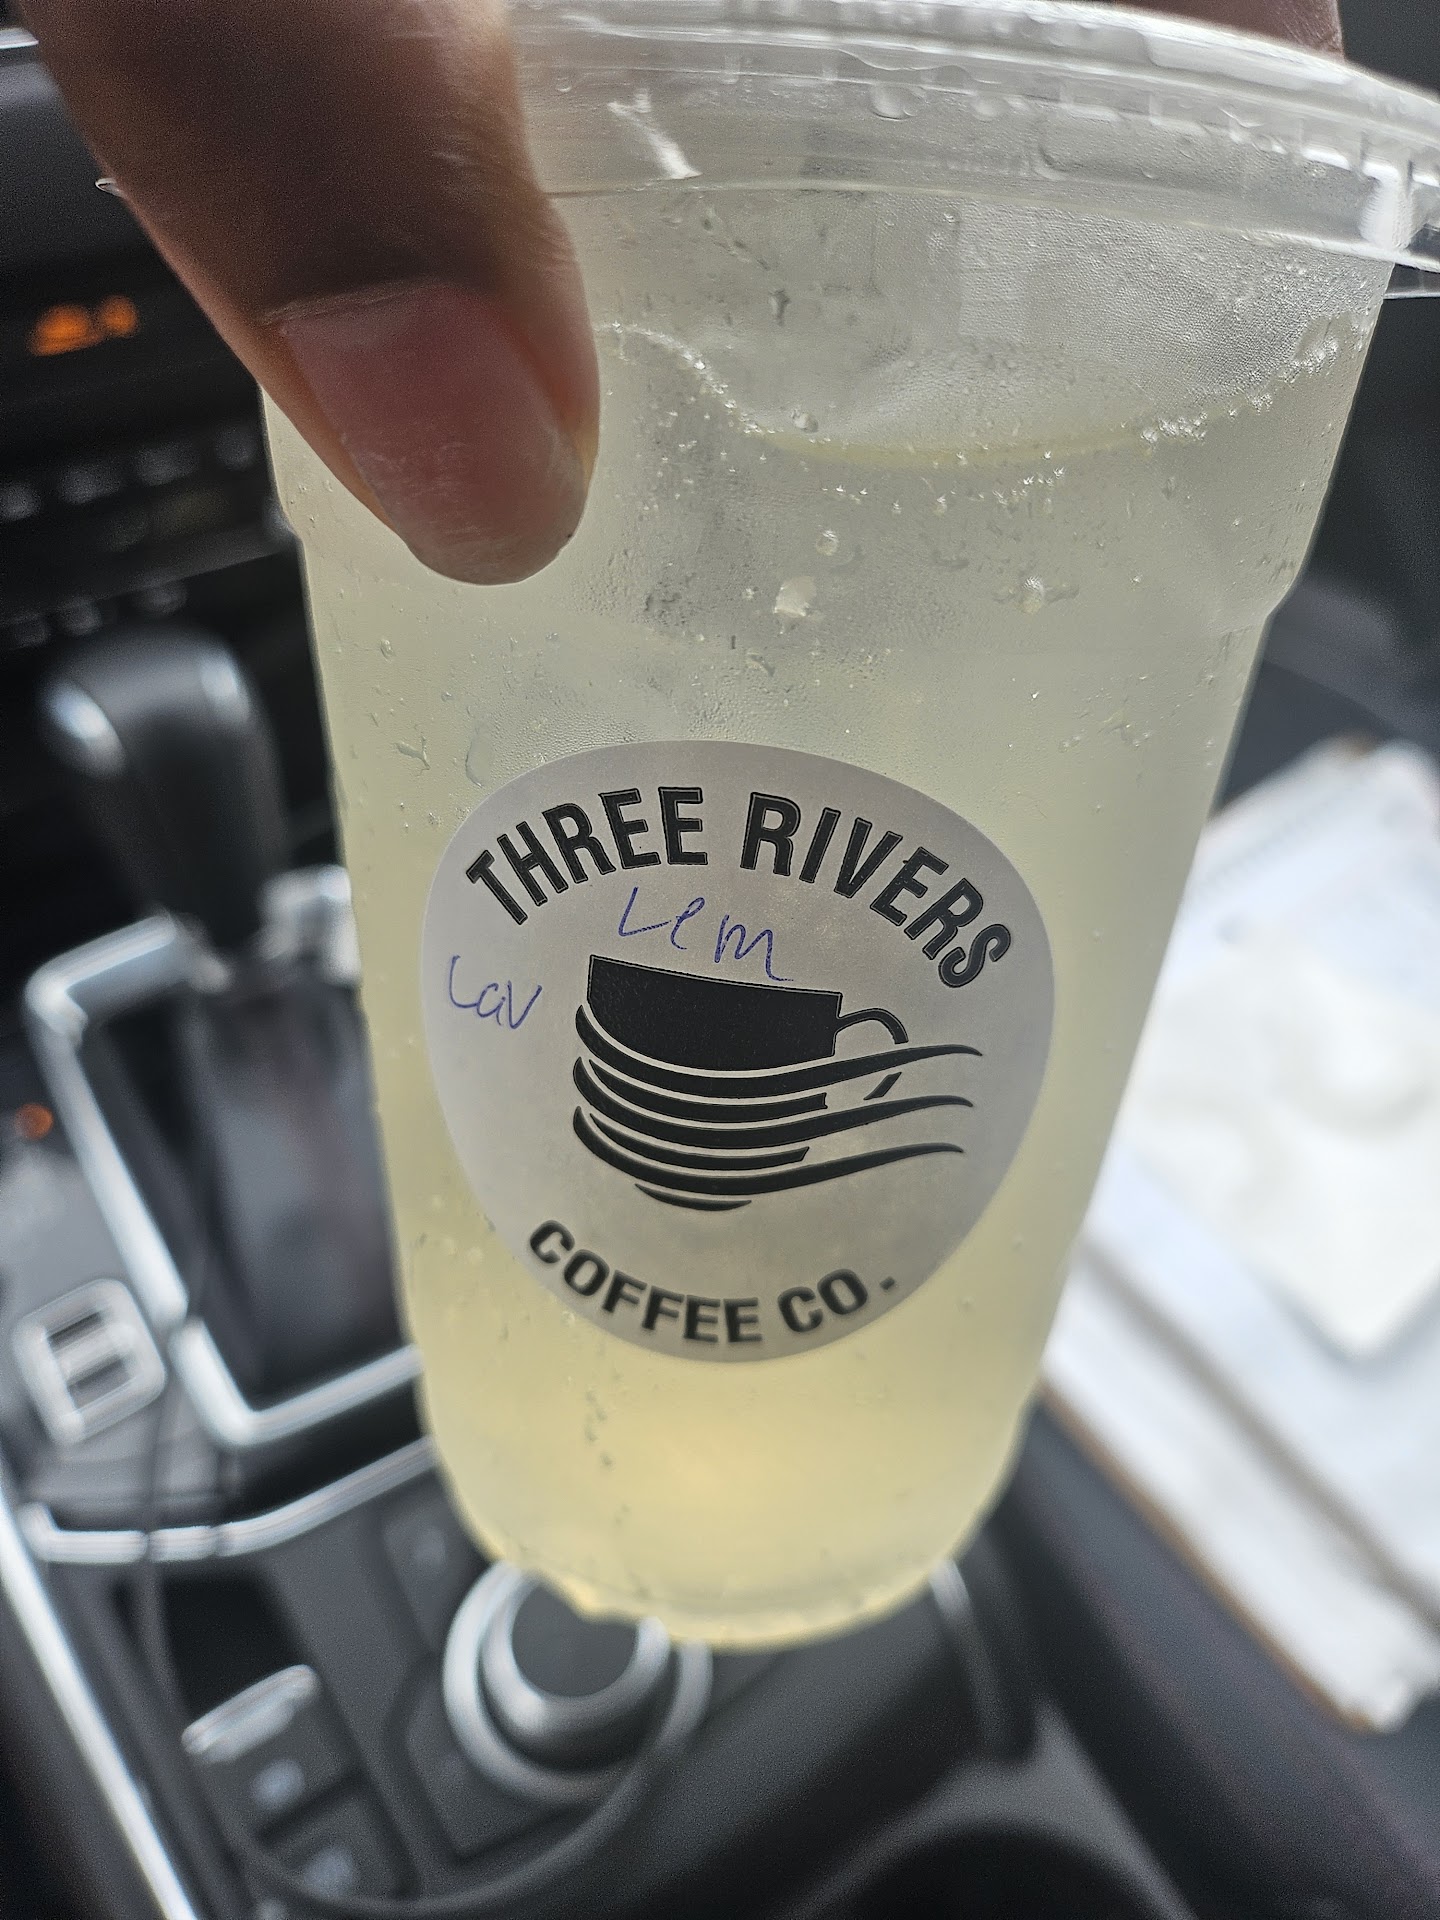 THREE RIVERS
Lem
Lav
COFFEE CO.